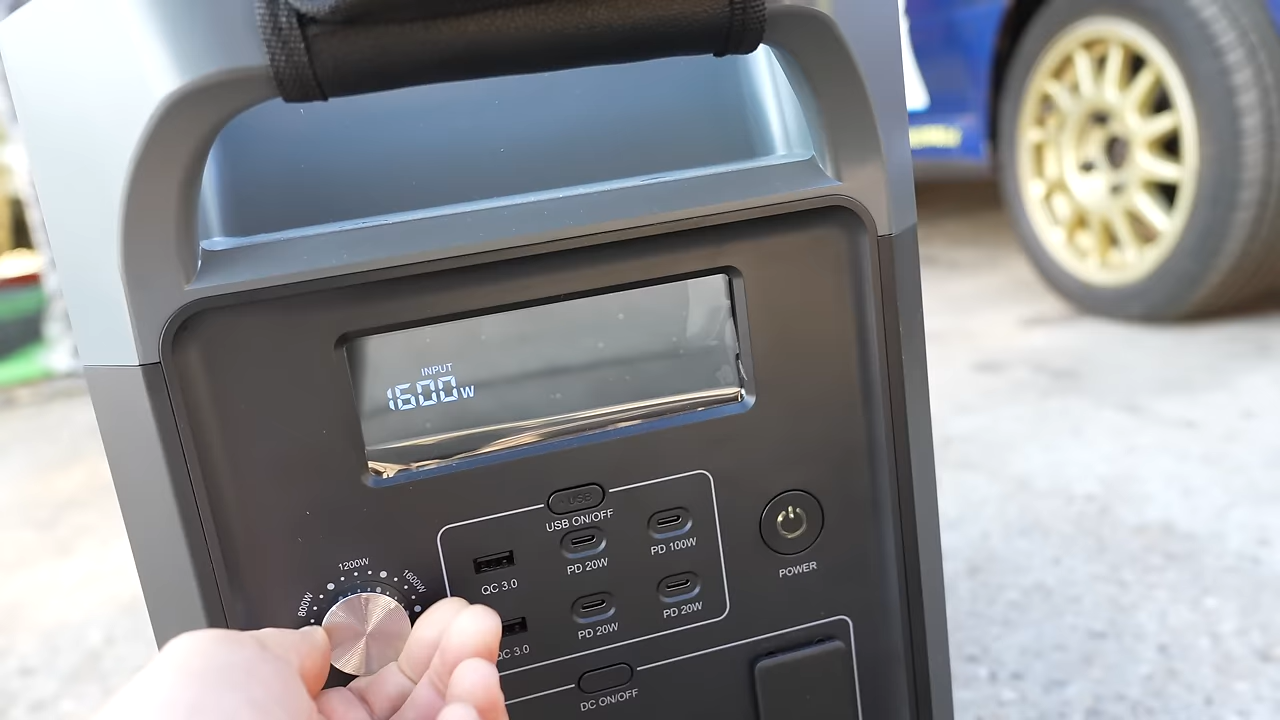 INPUT
1600W
USB
USB ON/OFF
QC 3.0
PD 20W
PD 100W
QC 3.0
PD 20W
PD 20W
POWER
800W
1200W
1600W
DC ON/OFF